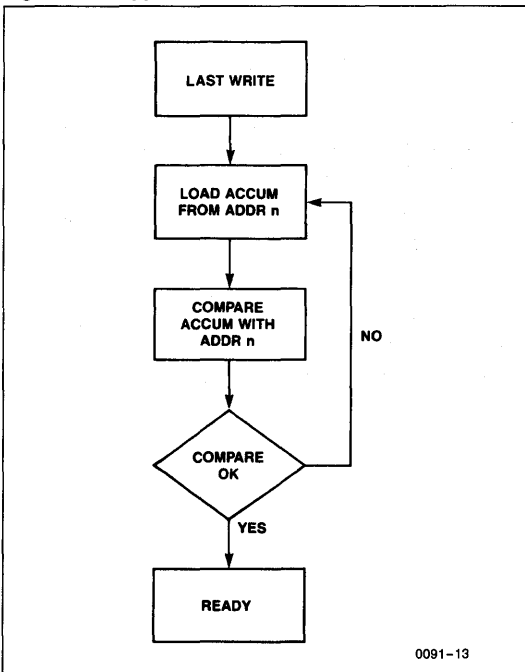 LAST WRITE
LOAD ACCUM
FROM ADDR n
COMPARE
ACCUM WITH
ADDR n
NO
COMPARE
OK
YES
READY
0091–13